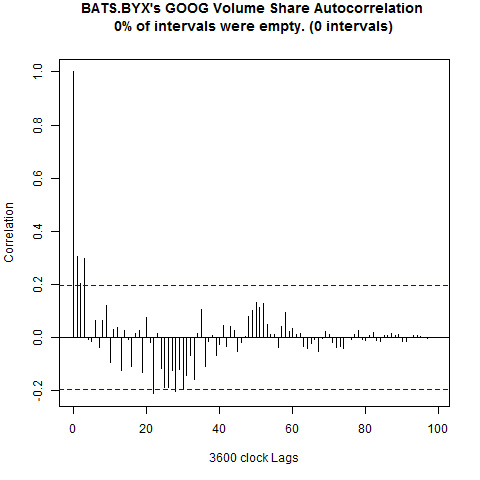 BATS.BYX's GOOG Volume Share Autocorrelation
0% of intervals were empty. (0 intervals)
Correlation
1.0
0.8
0.6
0.4
0.2
0.0
-0.2
0 20 40 60 80 100
3600 clock Lags